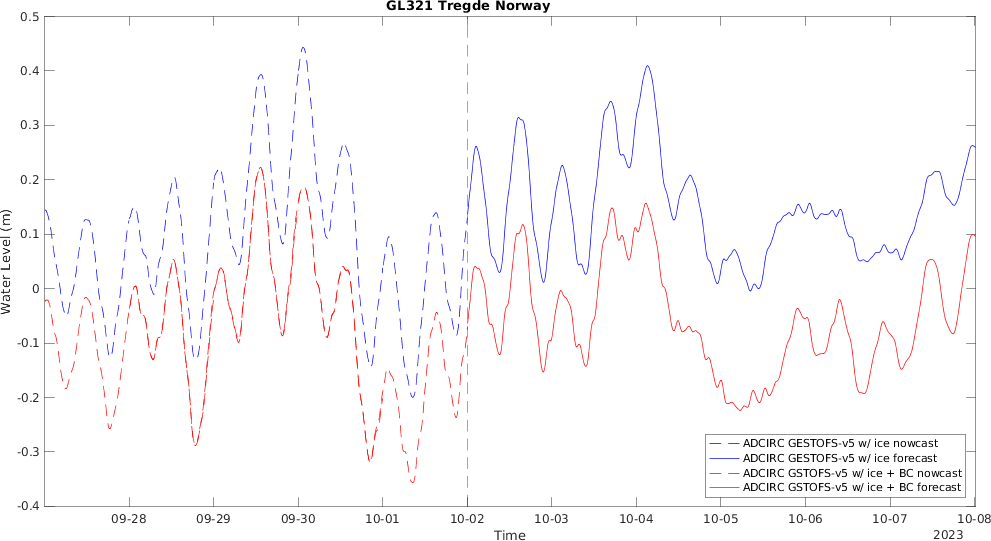 GL321 Tregde Norway
0.5
0.4
0.3
0.2
0.1
0
-0.1
-0.2
-0.3
-0.4
Water Level (m)
09-28 09-29 09-30 10-01 10-02 10-03 10-04 10-05 10-06 10-07 10-08
Time
2023
ADCIRC GESTOFS-v5 w/ ice nowcast
ADCIRC GESTOFS-v5 w/ ice forecast
ADCIRC GSTOFS-v5 w/ ice + BC nowcast
ADCIRC GSTOFS-v5 w/ ice + BC forecast